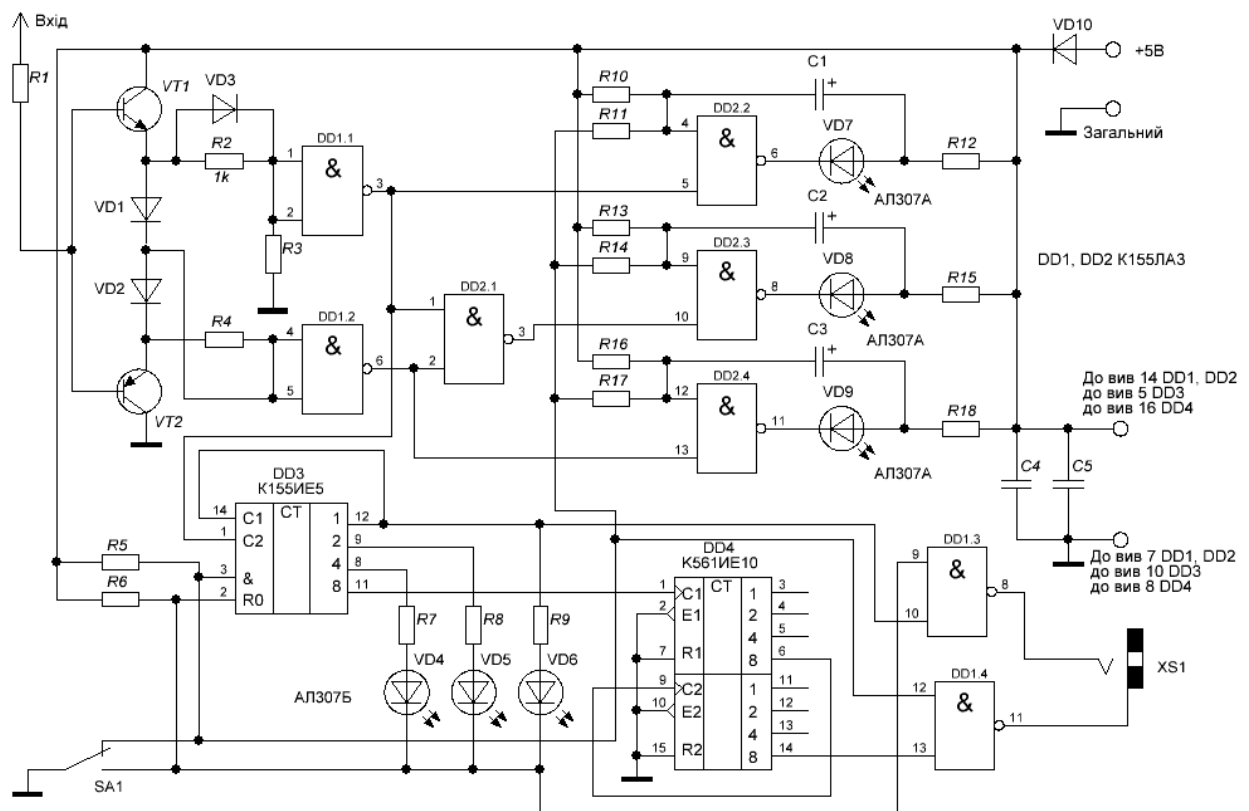 Вхід
R1
VT1
VD3
R2
1k
DD1.1
&
1
2
3
VD1
VD2
R3
R4
DD1.2
&
4
5
6
VT2
DD2.1
&
1
2
3
R10
R11
C1
+
DD2.2
&
4
5
6
VD7
АЛ307А
R12
R13
R14
C2
+
DD2.3
&
9
10
8
VD8
АЛ307А
R15
R16
R17
C3
+
DD2.4
&
12
13
11
VD9
АЛ307А
R18
VD10
+5В
Загальний
DD1, DD2 К155ЛА3
До вив 14 DD1, DD2
до вив 5 DD3
до вив 16 DD4
C4
C5
До вив 7 DD1, DD2
до вив 10 DD3
до вив 8 DD4
DD3
К155ИЕ5
CT
14
C1
1
C2
3
&
2
R0
1
12
2
9
4
8
8
11
R5
R6
R7
R8
R9
VD4
VD5
VD6
АЛ307Б
SA1
DD4
К561ИЕ10
CT
1
C1
2
E1
7
R1
9
C2
10
E2
15
R2
1
3
2
4
4
5
8
6
1
11
2
12
4
13
8
14
DD1.3
&
9
10
8
DD1.4
&
12
13
11
XS1